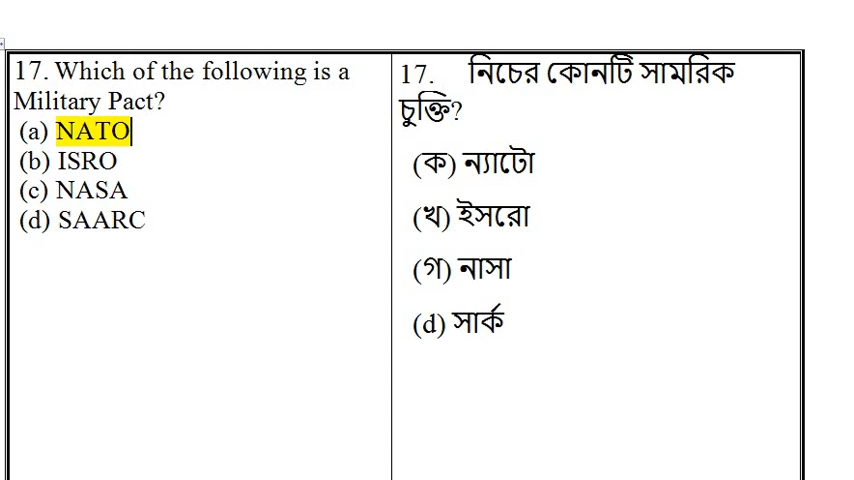 17. Which of the following is a
Military Pact?
(a) NATO
(b) ISRO
(c) NASA
(d) SAARC
17. নিচের কোনটি সামরিক
চুক্তি?
(ক) ন্যাটো
(খ) ইসরো
(গ) নাসা
(d) সার্ক